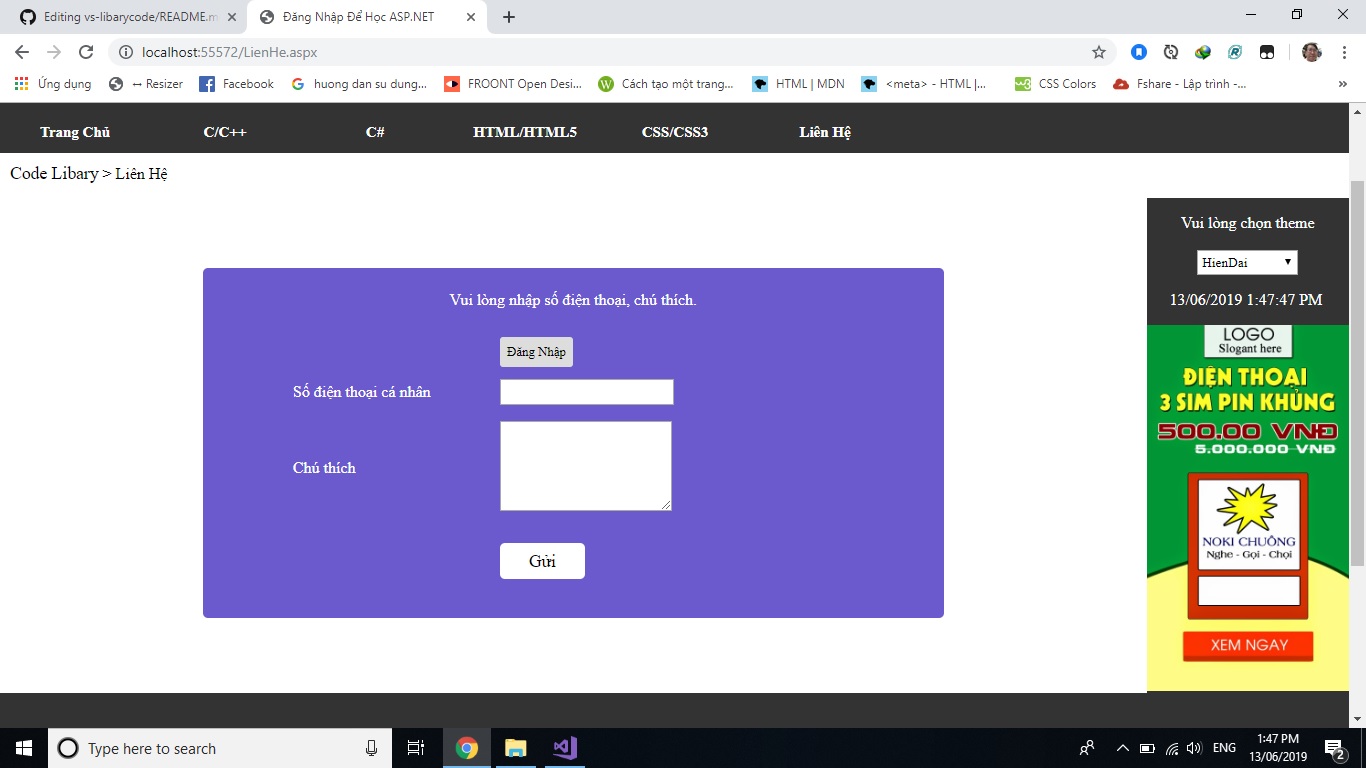 Editing vs-libarycode/README.m
Đăng Nhập Để Học ASP.NET
localhost:55572/LienHe.aspx
Ứng dụng
↔ Resizer
Facebook
huong dan su dung...
FROONT Open Desi...
Cách tạo một trang...
HTML | MDN
<meta> - HTML |...
CSS Colors
Fshare - Lập trình -...
»
Trang Chủ
C/C++
C#
HTML/HTML5
CSS/CSS3
Liên Hệ
Code Libary > Liên Hệ
Vui lòng nhập số điện thoại, chú thích.
Đăng Nhập
Số điện thoại cá nhân
Chú thích
Gửi
Vui lòng chọn theme
HienDai
13/06/2019 1:47:47 PM
LOGO
Slogant here
ĐIỆN THOẠI
3 SIM PIN KHỦNG
500.00 VNĐ
5.000.000 VNĐ
NOKI CHUÔNG
Nghe - Gọi - Chọi
XEM NGAY
Type here to search
ENG
1:47 PM
13/06/2019
2